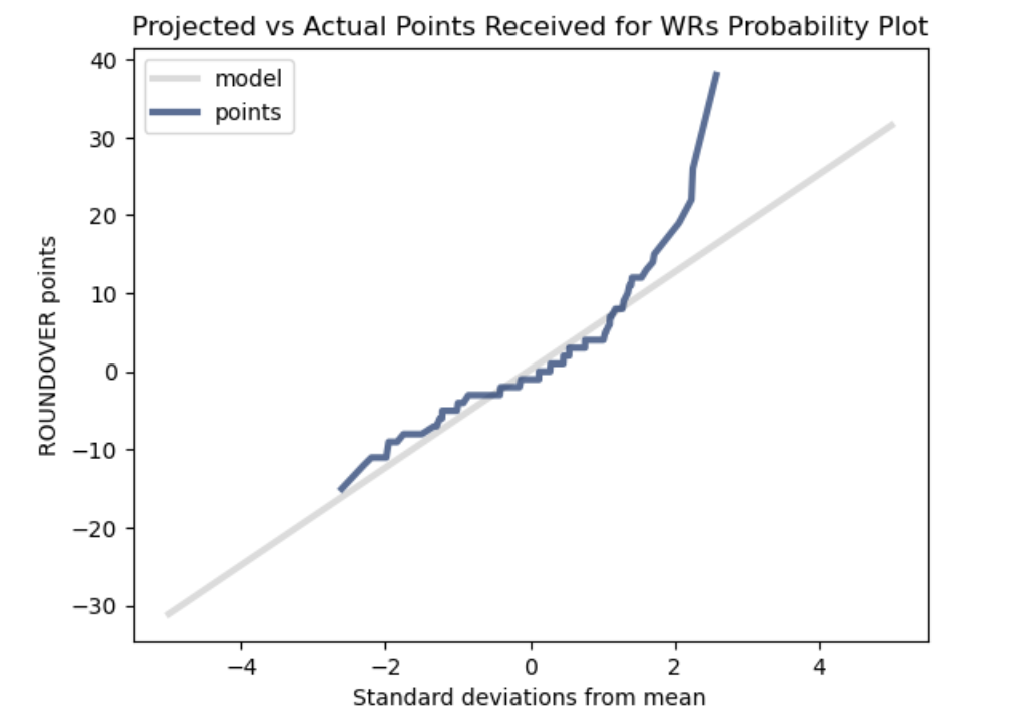 Projected vs Actual Points Received for WRs Probability Plot
model
points
40
30
20
10
0
−10
−20
−30
ROUNDOVER points
−4
−2
0
2
4
Standard deviations from mean